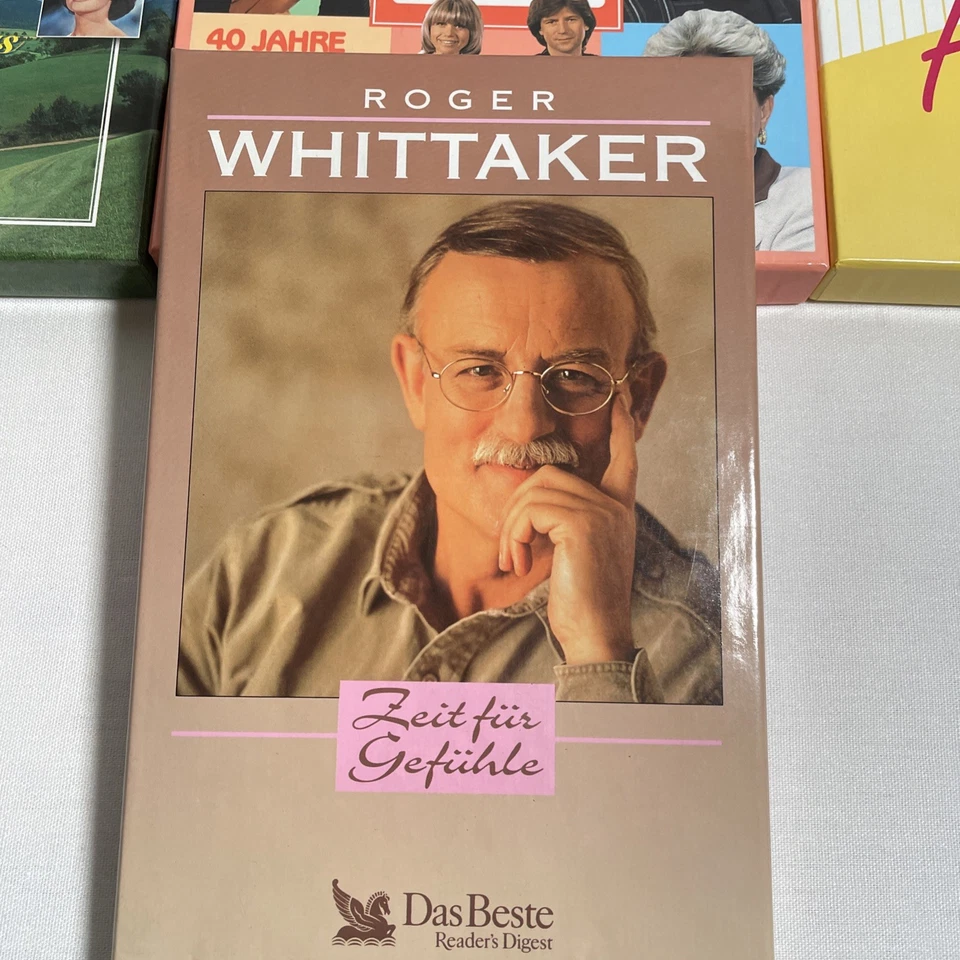 40 JAHRE
ROGER
WHITTAKER
Zeit für
Gefühle
Das Beste
Reader's Digest